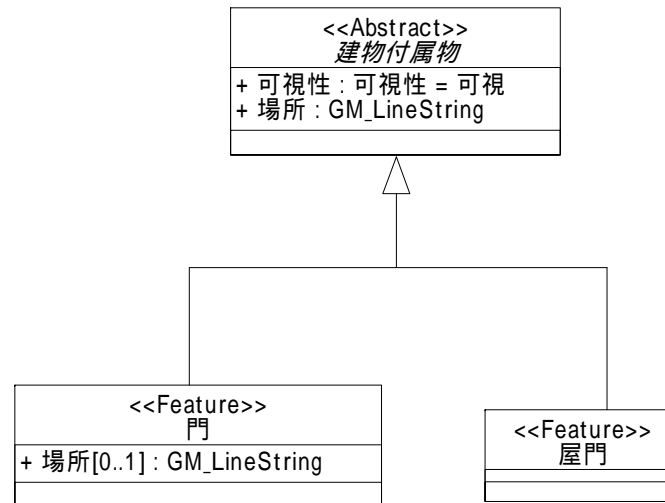 <<Abstract>>
建物付属物
+ 可視性 : 可視性 = 可視
+ 場所 : GM_LineString
<<Feature>>
門
+ 場所[0..1] : GM_LineString
<<Feature>>
屋門